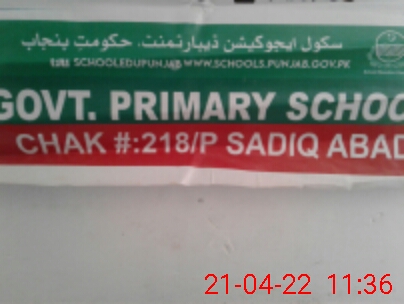 سکول ایجوکیشن ڈیپارٹمنٹ، حکومتِ پنجاب
SCHOOLEDUPUNJAB WWW.SCHOOLS.PUNJAB.GOV.PK
GOVT. PRIMARY SCHOO
CHAK #:218/P SADIQ ABAD
21-04-22 11:36